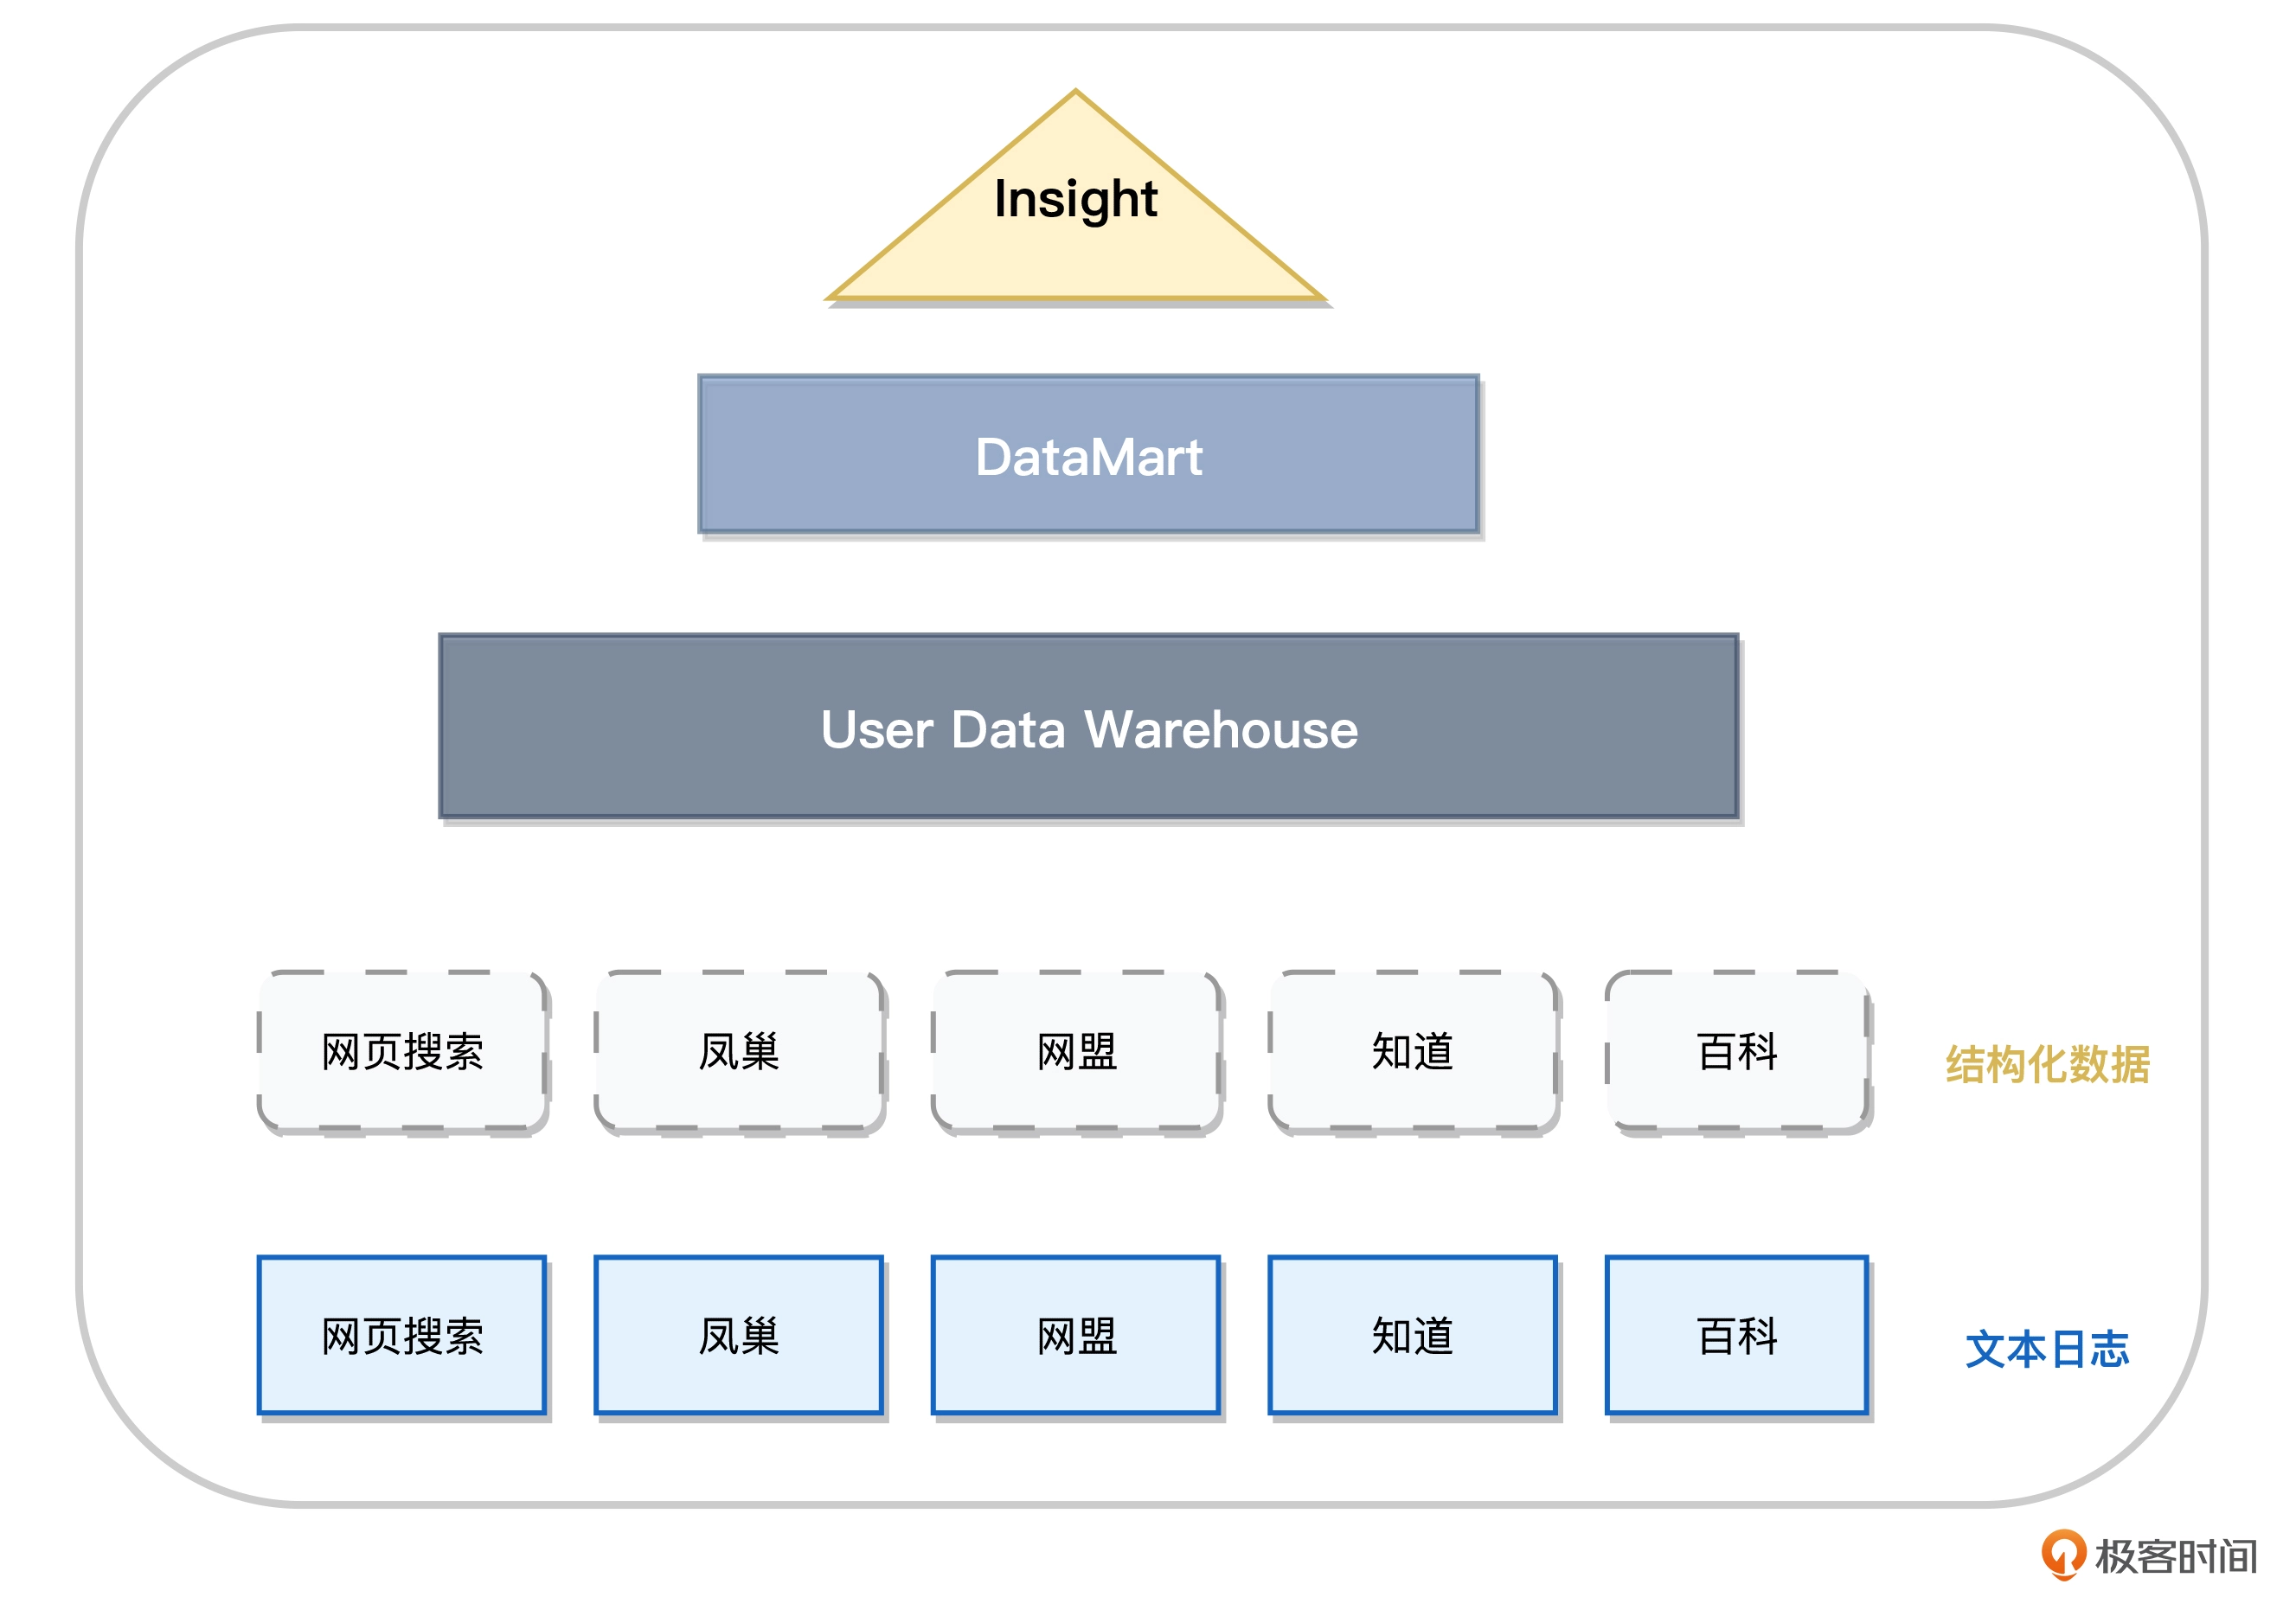 Insight
DataMart
User Data Warehouse
网页搜索
凤巢
网盟
知道
百科
结构化数据
网页搜索
凤巢
网盟
知道
百科
文本日志
极客时间